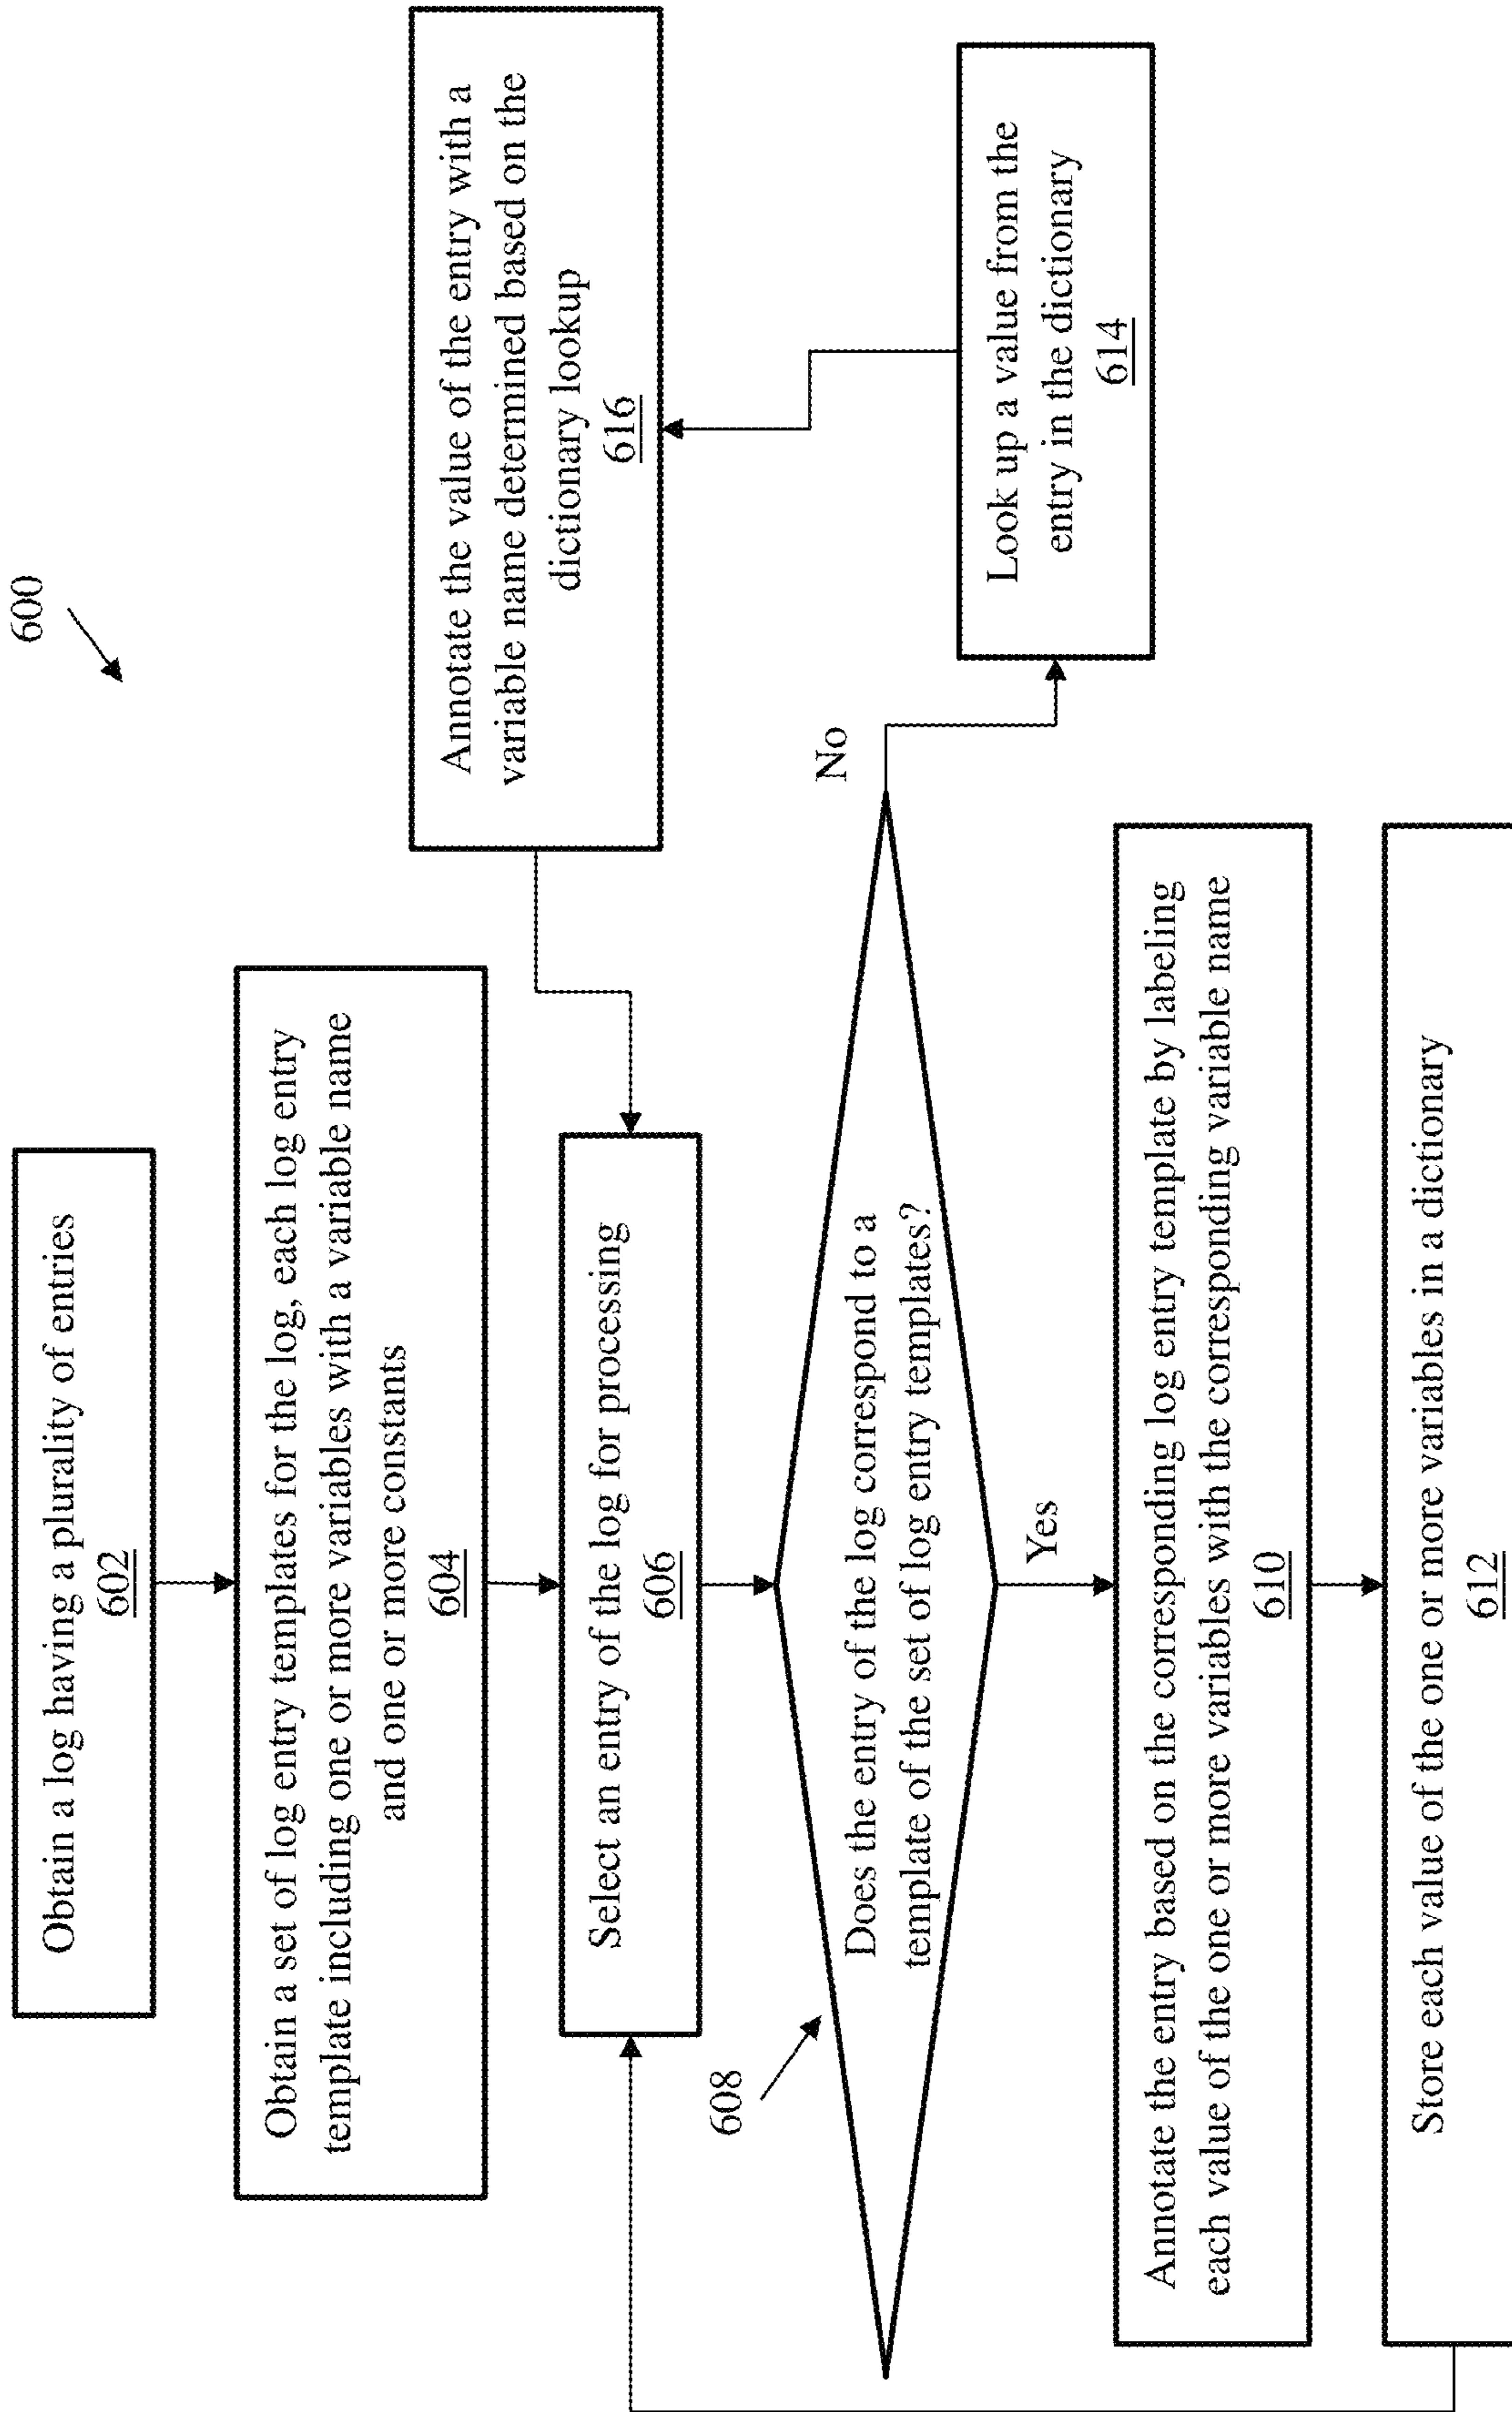 600
Obtain a log having a plurality of entries
602
Obtain a set of log entry templates for the log, each log entry
template including one or more variables with a variable name
and one or more constants
604
Select an entry of the log for processing
606
608
Does the entry of the log correspond to a
template of the set of log entry templates?
Yes
No
Annotate the entry based on the corresponding log entry template by labeling
each value of the one or more variables with the corresponding variable name
610
Store each value of the one or more variables in a dictionary
612
Look up a value from the
entry in the dictionary
614
Annotate the value of the entry with a
variable name determined based on the
dictionary lookup
616